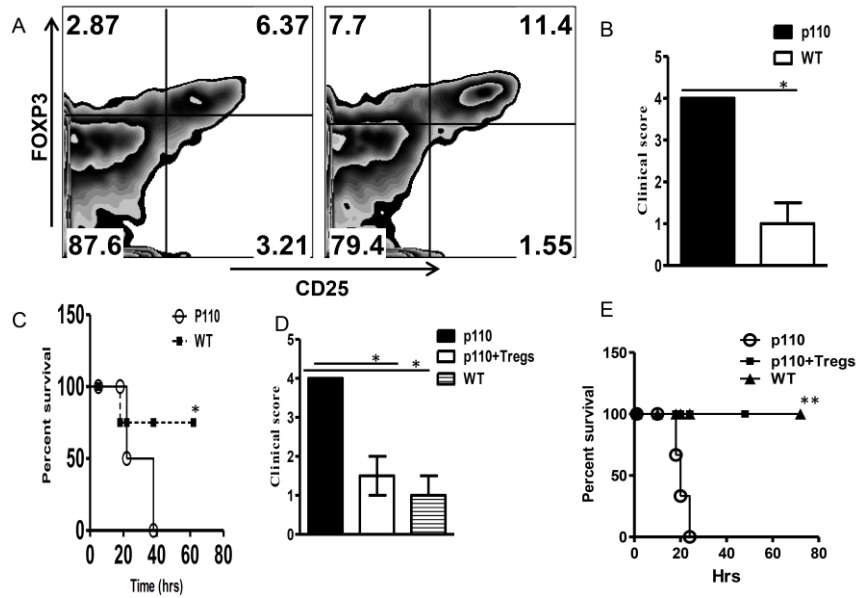 A
FOXP3
2.87
6.37
87.6
3.21
7.7
11.4
79.4
1.55
CD25
B
p110
WT
Clinical score
5
4
3
2
1
0
*
C
P110
WT
Percent survival
150
100
50
0
*
0 20 40 60 80
Time (hrs)
D
p110
p110+Tregs
WT
Clinical score
5
4
3
2
1
0
* *
E
p110
p110+Tregs
WT
**
Percent survival
150
100
50
0
0 20 40 60 80
Hrs